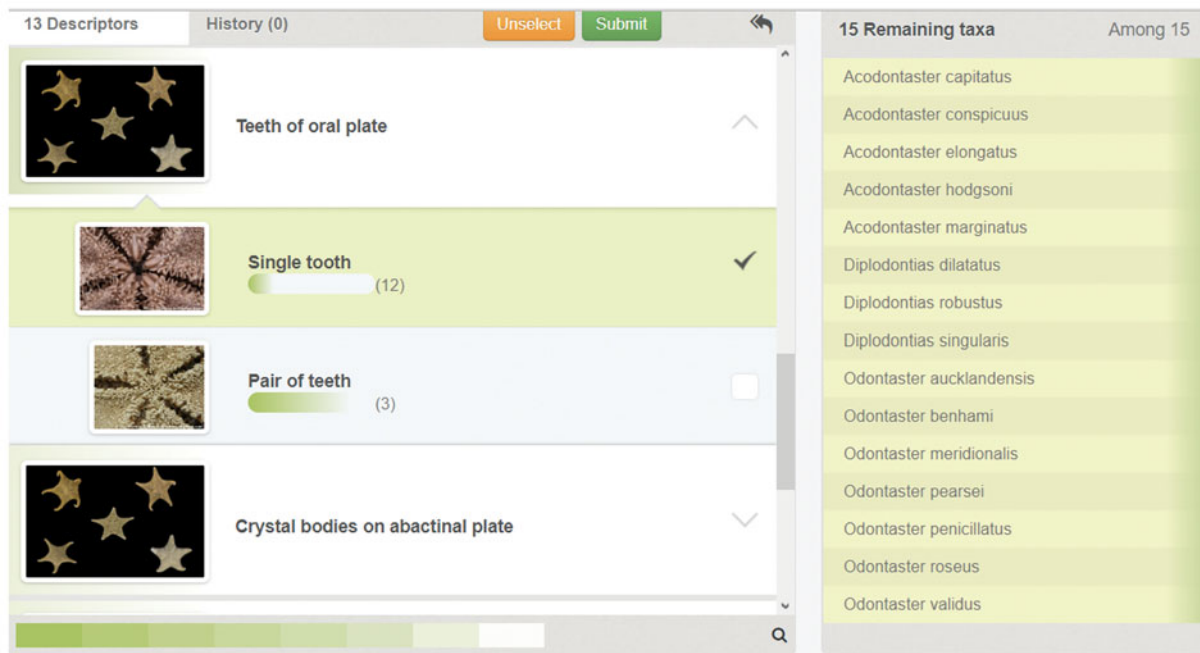 13 Descriptors History (0) Unselect Submit
Teeth of oral plate
Single tooth
(12)
Pair of teeth
(3)
Crystal bodies on abactinal plate
15 Remaining taxa Among 15
Acodontaster capitatus
Acodontaster conspicuus
Acodontaster elongatus
Acodontaster hodgsoni
Acodontaster marginatus
Diplodontias dilatatus
Diplodontias robustus
Diplodontias singularis
Odontaster aucklandensis
Odontaster benhami
Odontaster meridionalis
Odontaster pearsei
Odontaster penicillatus
Odontaster roseus
Odontaster validus